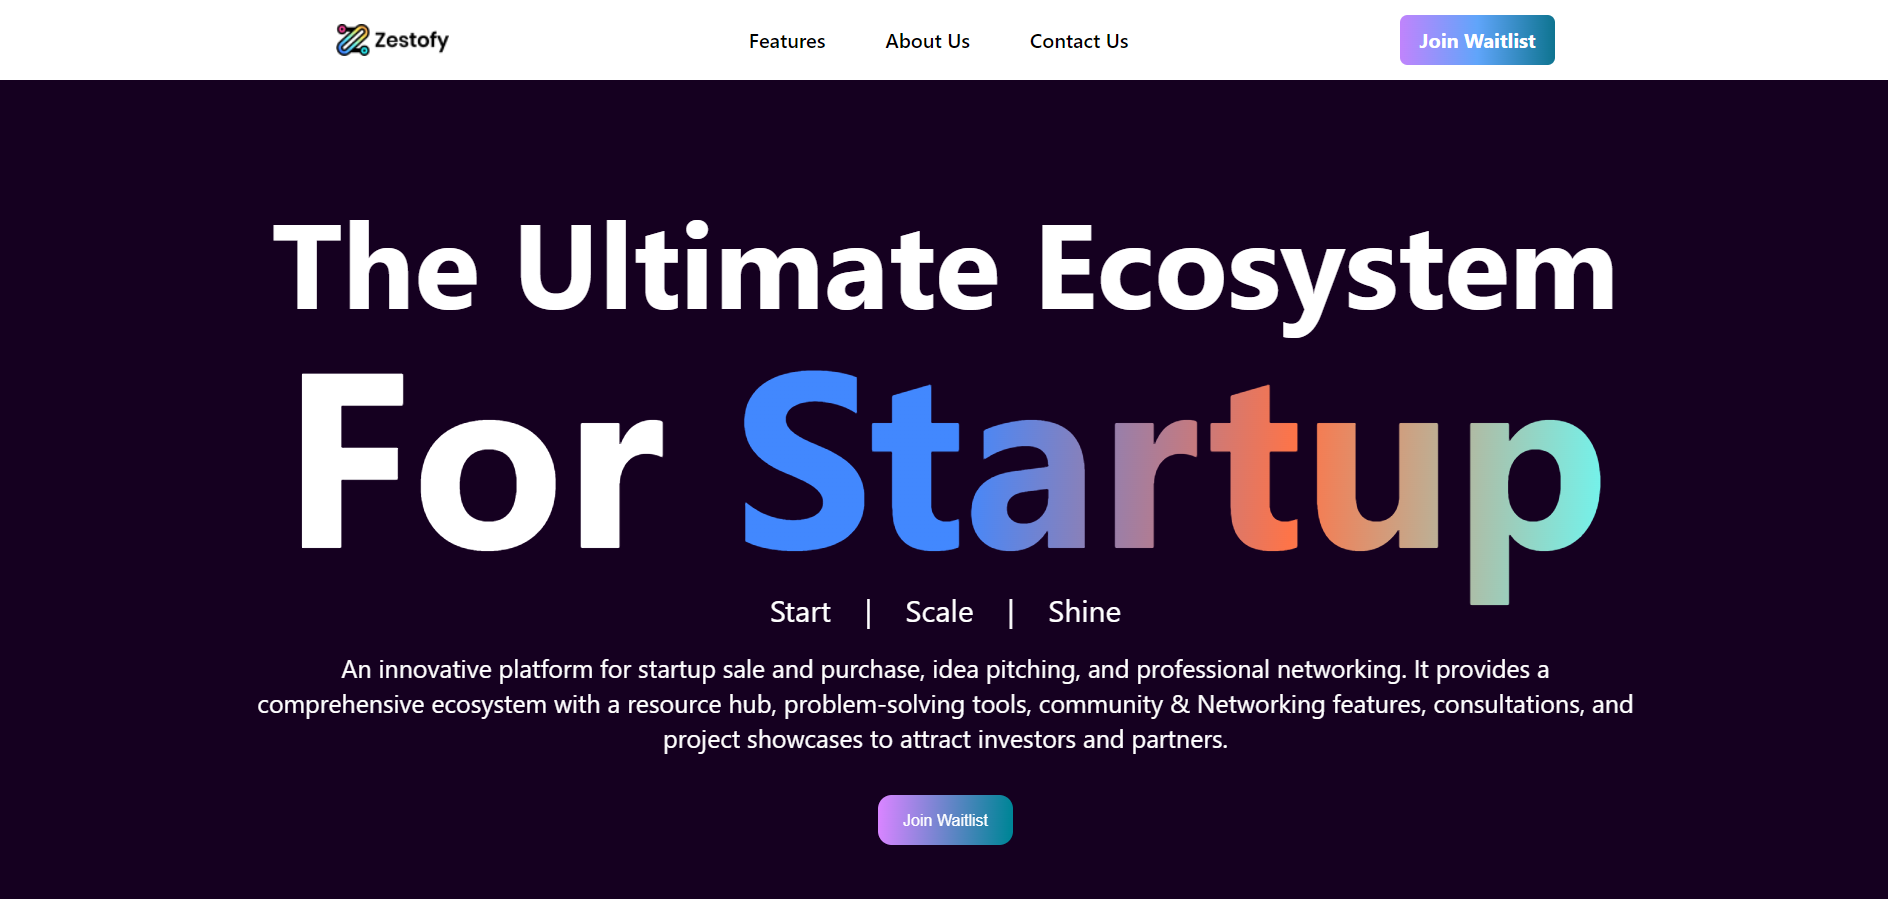 Zestofy
Features
About Us
Contact Us
Join Waitlist
The Ultimate Ecosystem
For Startup
Start | Scale | Shine
An innovative platform for startup sale and purchase, idea pitching, and professional networking. It provides a
comprehensive ecosystem with a resource hub, problem-solving tools, community & Networking features, consultations, and
project showcases to attract investors and partners.
Join Waitlist